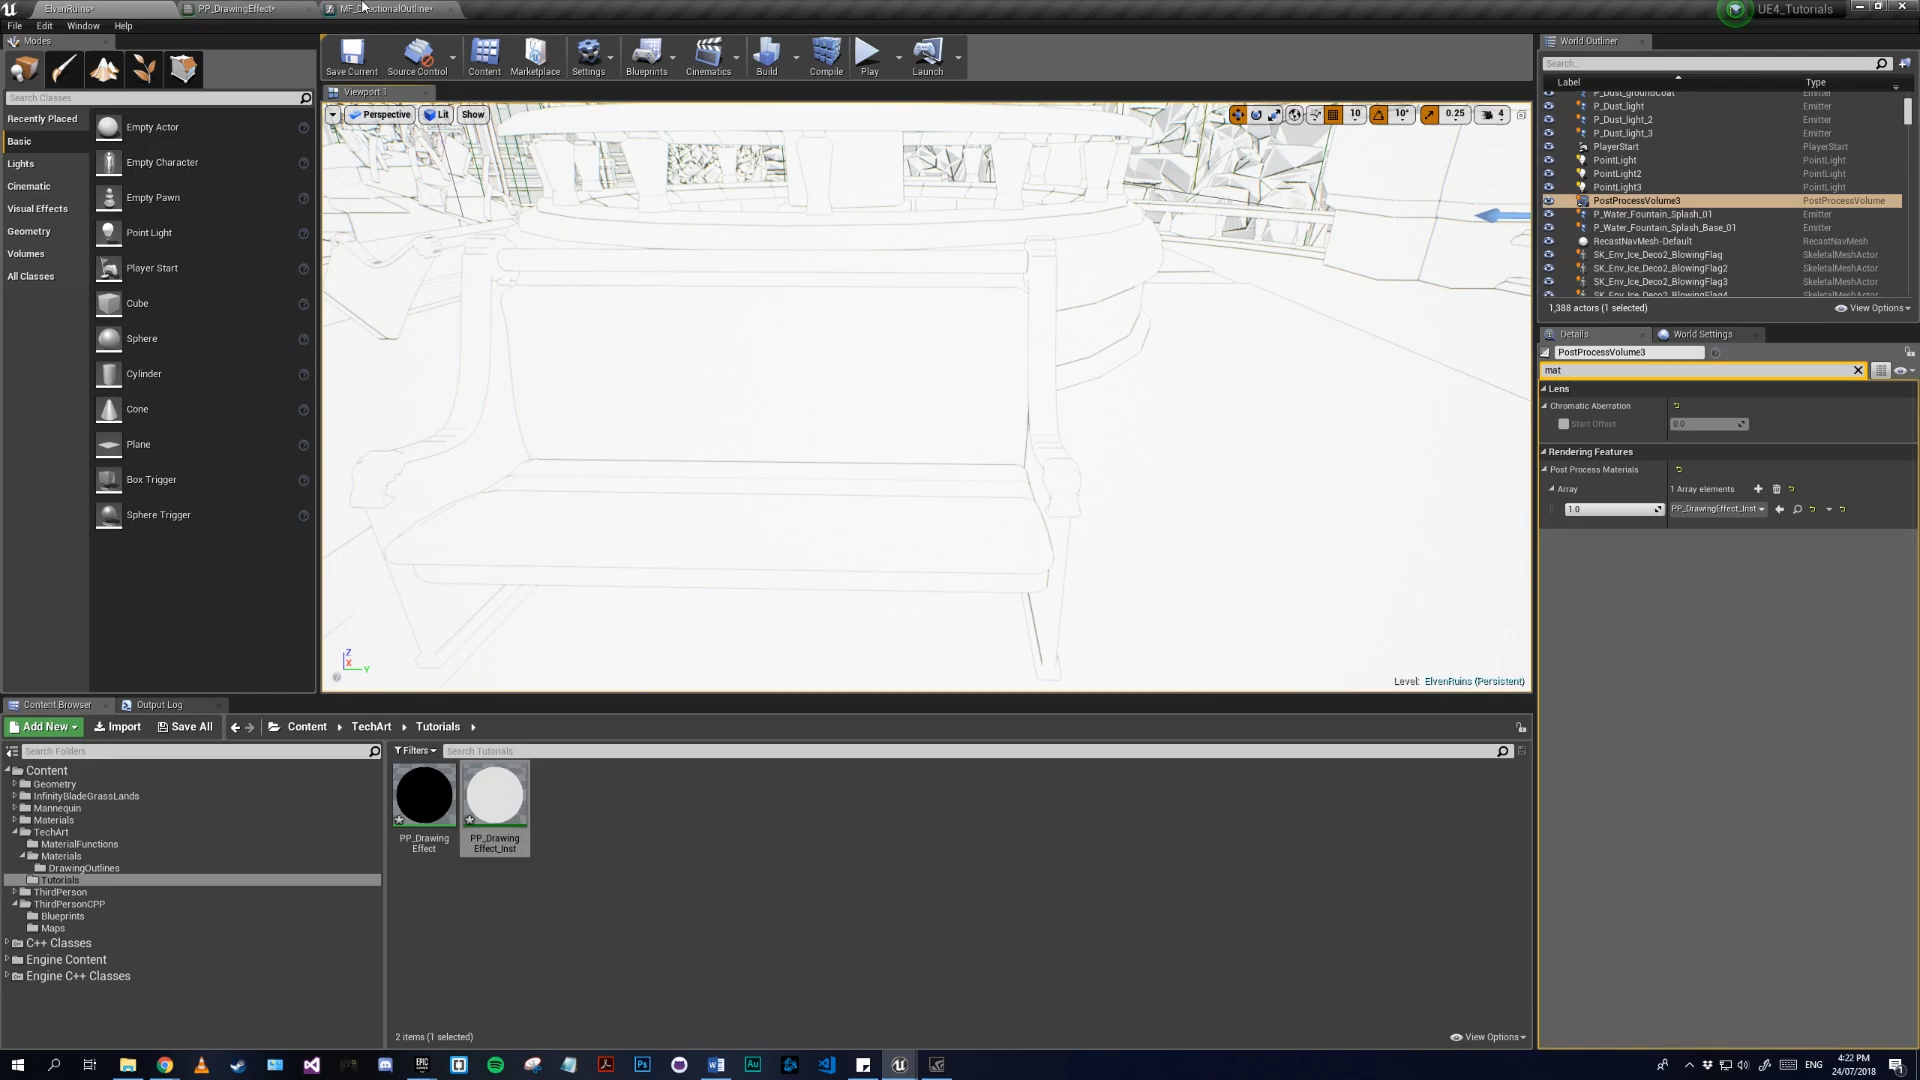 ElvenRuins*
PP_DrawingEffect*
UE4_Tutorials
File Edit Window Help
Modes
Save Current
Source Control
Content
Marketplace
Settings
Blueprints
Cinematics
Build
Compile
Play
Launch
Search Classes
Recently Placed
Basic
Lights
Cinematic
Visual Effects
Geometry
Volumes
All Classes
Empty Actor
Empty Character
Empty Pawn
Point Light
Player Start
Cube
Sphere
Cylinder
Cone
Plane
Box Trigger
Sphere Trigger
Viewport 1
Perspective
Lit
Show
10
10°
0.25
4
Z
X
Y
Level: ElvenRuins (Persistent)
World Outliner
Search...
Label Type
P_Dust_groundCoat Emitter
P_Dust_light Emitter
P_Dust_light_2 Emitter
P_Dust_light_3 Emitter
PlayerStart PlayerStart
PointLight PointLight
PointLight2 PointLight
PointLight3 PointLight
PostProcessVolume3 PostProcessVolume
P_Water_Fountain_Splash_01 Emitter
P_Water_Fountain_Splash_Base_01 Emitter
RecastNavMesh-Default RecastNavMesh
SK_Env_Ice_Deco2_BlowingFlag SkeletalMeshActor
SK_Env_Ice_Deco2_BlowingFlag2 SkeletalMeshActor
SK_Env_Ice_Deco2_BlowingFlag3 SkeletalMeshActor
SK_Env_Ice_Deco2_BlowingFlag4 SkeletalMeshActor
1,388 actors (1 selected)
View Options
Details
World Settings
PostProcessVolume3
mat
Lens
Chromatic Aberration
Start Offset 0.0
Rendering Features
Post Process Materials
Array 1 Array elements
1.0 PP_DrawingEffect_Inst
Content Browser
Output Log
Add New
Import
Save All
Content
TechArt
Tutorials
Search Folders
Filters
Search Tutorials
Content
Geometry
InfinityBladeGrassLands
Mannequin
Materials
TechArt
MaterialFunctions
Materials
DrawingOutlines
Tutorials
ThirdPerson
ThirdPersonCPP
Blueprints
Maps
C++ Classes
Engine Content
Engine C++ Classes
PP_Drawing
Effect
PP_Drawing
Effect_Inst
2 items (1 selected)
View Options
ENG
4:22 PM
24/07/2018